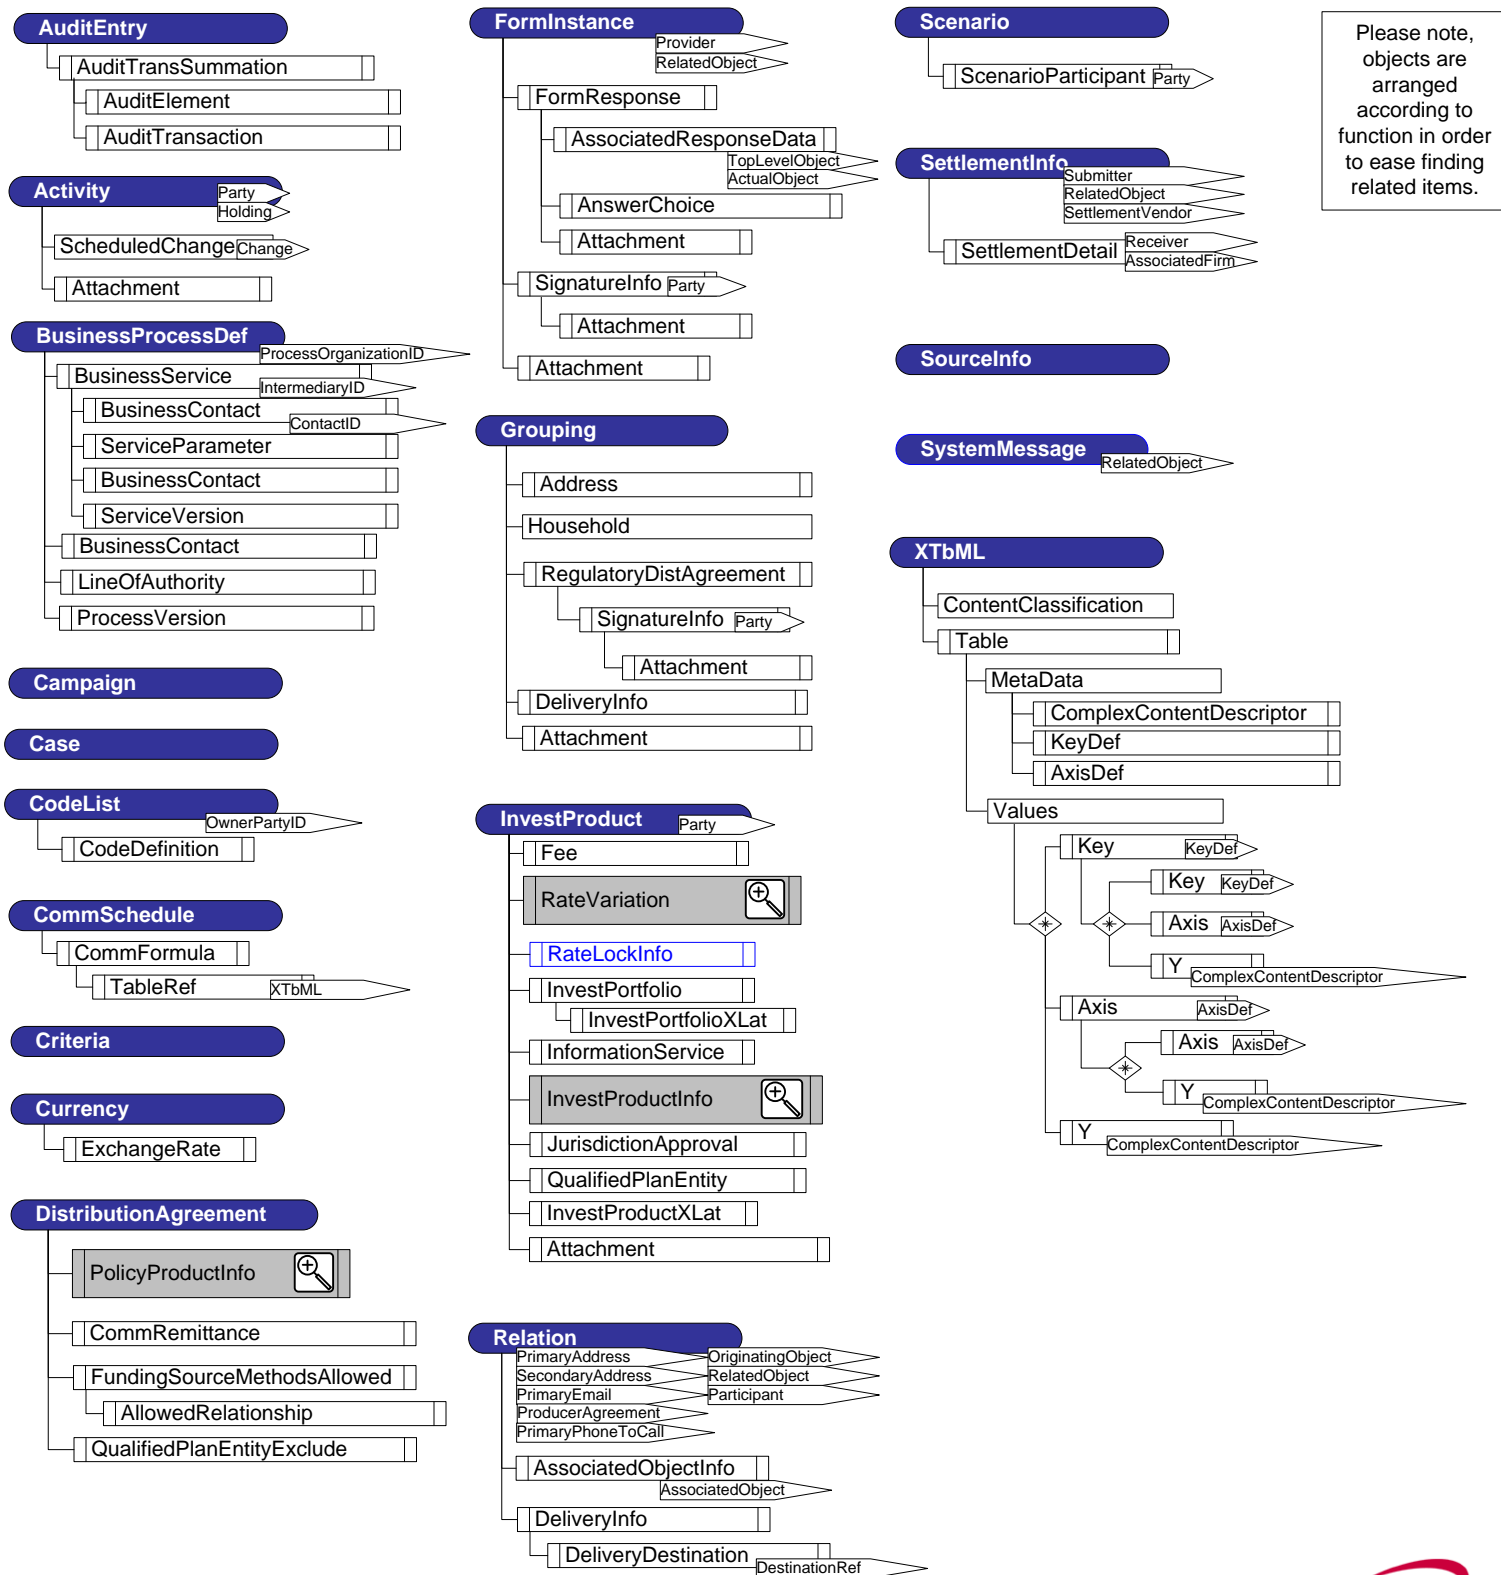 AuditEntry
AuditTransSummation
AuditElement
AuditTransaction
Activity
Party
Holding
ScheduledChange
Change
Attachment
BusinessProcessDef
ProcessOrganizationID
BusinessService
IntermediaryID
BusinessContact
ContactID
ServiceParameter
BusinessContact
ServiceVersion
BusinessContact
LineOfAuthority
ProcessVersion
Campaign
Case
CodeList
OwnerPartyID
CodeDefinition
CommSchedule
CommFormula
TableRef
XTbML
Criteria
Currency
ExchangeRate
DistributionAgreement
PolicyProductInfo
CommRemittance
FundingSourceMethodsAllowed
AllowedRelationship
QualifiedPlanEntityExclude
FormInstance
Provider
RelatedObject
FormResponse
AssociatedResponseData
TopLevelObject
ActualObject
AnswerChoice
Attachment
SignatureInfo
Party
Attachment
Attachment
Grouping
Address
Household
RegulatoryDistAgreement
SignatureInfo
Party
Attachment
DeliveryInfo
Attachment
InvestProduct
Party
Fee
RateVariation
RateLockInfo
InvestPortfolio
InvestPortfolioXLat
InformationService
InvestProductInfo
JurisdictionApproval
QualifiedPlanEntity
InvestProductXLat
Attachment
Relation
PrimaryAddress
OriginatingObject
SecondaryAddress
RelatedObject
PrimaryEmail
Participant
ProducerAgreement
PrimaryPhoneToCall
AssociatedObjectInfo
AssociatedObject
DeliveryInfo
DeliveryDestination
DestinationRef
Scenario
ScenarioParticipant
Party
SettlementInfo
Submitter
RelatedObject
SettlementVendor
SettlementDetail
Receiver
AssociatedFirm
SourceInfo
SystemMessage
RelatedObject
XTbML
ContentClassification
Table
MetaData
ComplexContentDescriptor
KeyDef
AxisDef
Values
Key
KeyDef
Key
KeyDef
Axis
AxisDef
Y
ComplexContentDescriptor
Axis
AxisDef
Axis
AxisDef
Y
ComplexContentDescriptor
Y
ComplexContentDescriptor
Please note,
objects are
arranged
according to
function in order
to ease finding
related items.